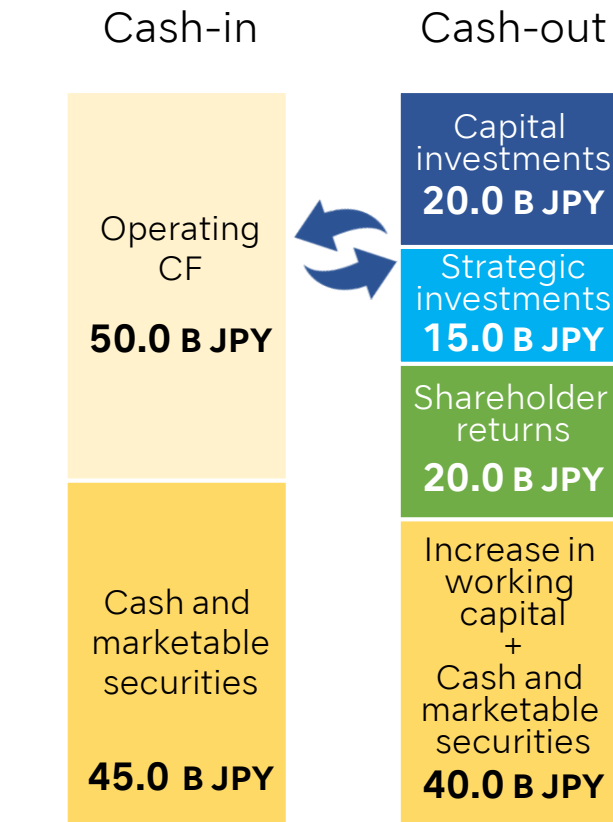 Cash-in
Cash-out
Operating
CF
50.0 B JPY
Cash and
marketable
securities
45.0 B JPY
Capital
investments
20.0 B JPY
Strategic
investments
15.0 B JPY
Shareholder
returns
20.0 B JPY
Increase in
working
capital
+
Cash and
marketable
securities
40.0 B JPY